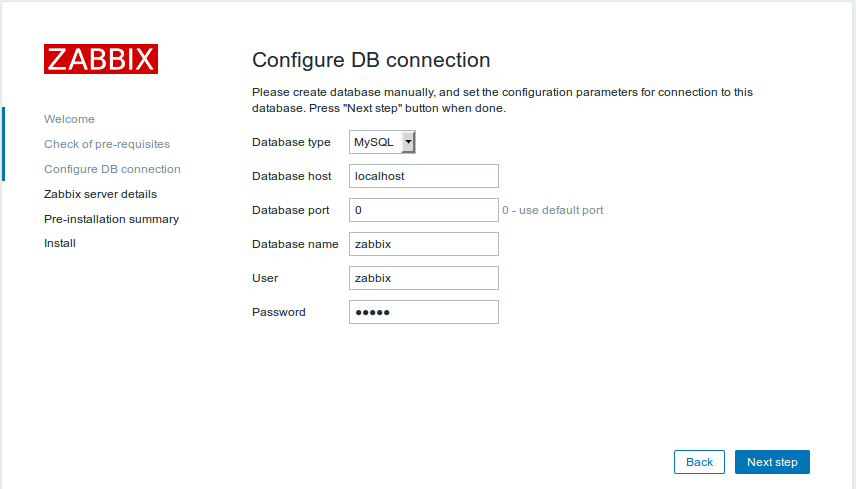 ZABBIX
Welcome
Check of pre-requisites
Configure DB connection
Zabbix server details
Pre-installation summary
Install
Configure DB connection
Please create database manually, and set the configuration parameters for connection to this
database. Press "Next step" button when done.
Database type MySQL
Database host localhost
Database port 0 0 - use default port
Database name zabbix
User zabbix
Password ●●●●●
Back Next step